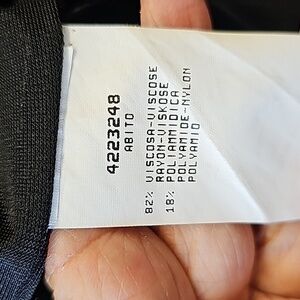 4223248
ABITO
82% VISCOSA-VISCOSE
RAYON-VISKOSE
18% POLIAMMIDICA
POLYAMIDE-NYLON
POLYAMID